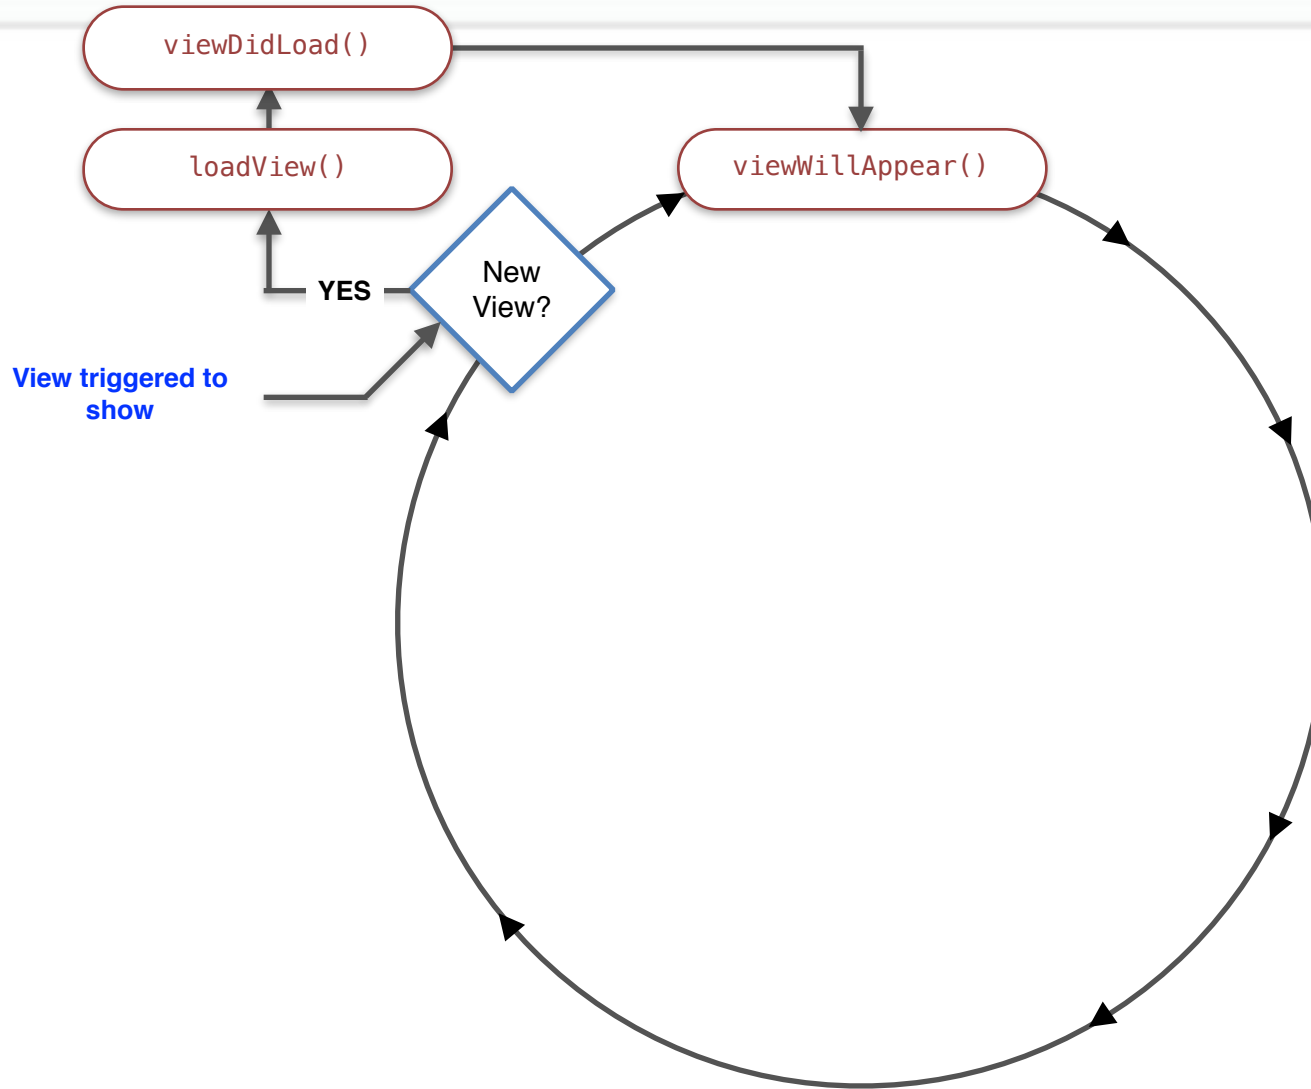 viewDidLoad()
loadView()
viewWillAppear()
New
View?
YES
View triggered to
show